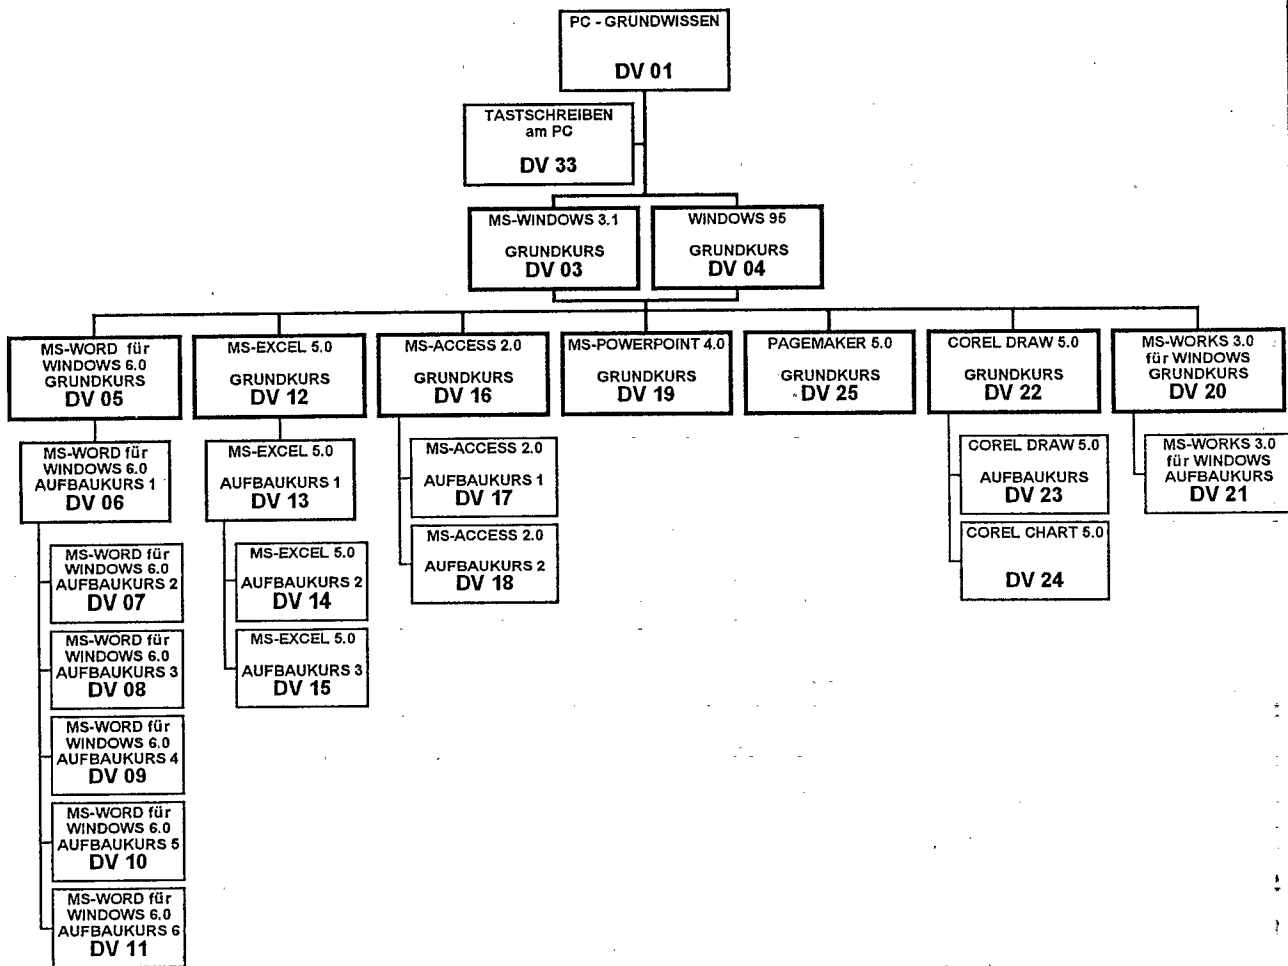 PC - GRUNDWISSEN
DV 01
TASTSCHREIBEN
am PC
DV 33
MS-WINDOWS 3.1
GRUNDKURS
DV 03
WINDOWS 95
GRUNDKURS
DV 04
MS-WORD für
WINDOWS 6.0
GRUNDKURS
DV 05
MS-EXCEL 5.0
GRUNDKURS
DV 12
MS-ACCESS 2.0
GRUNDKURS
DV 16
MS-POWERPOINT 4.0
GRUNDKURS
DV 19
PAGEMAKER 5.0
GRUNDKURS
DV 25
COREL DRAW 5.0
GRUNDKURS
DV 22
MS-WORKS 3.0
für WINDOWS
GRUNDKURS
DV 20
MS-WORD für
WINDOWS 6.0
AUFBAUKURS 1
DV 06
MS-EXCEL 5.0
AUFBAUKURS 1
DV 13
MS-ACCESS 2.0
AUFBAUKURS 1
DV 17
COREL DRAW 5.0
AUFBAUKURS
DV 23
MS-WORKS 3.0
für WINDOWS
AUFBAUKURS
DV 21
MS-WORD für
WINDOWS 6.0
AUFBAUKURS 2
DV 07
MS-EXCEL 5.0
AUFBAUKURS 2
DV 14
MS-ACCESS 2.0
AUFBAUKURS 2
DV 18
COREL CHART 5.0
DV 24
MS-WORD für
WINDOWS 6.0
AUFBAUKURS 3
DV 08
MS-EXCEL 5.0
AUFBAUKURS 3
DV 15
MS-WORD für
WINDOWS 6.0
AUFBAUKURS 4
DV 09
MS-WORD für
WINDOWS 6.0
AUFBAUKURS 5
DV 10
MS-WORD für
WINDOWS 6.0
AUFBAUKURS 6
DV 11